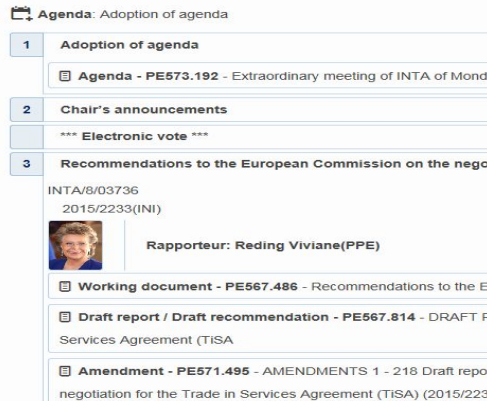 Agenda: Adoption of agenda
1 Adoption of agenda
Agenda - PE573.192 - Extraordinary meeting of INTA of Mond
2 Chair's announcements
*** Electronic vote ***
3 Recommendations to the European Commission on the nego
INTA/8/03736
2015/2233(INI)
Rapporteur: Reding Viviane(PPE)
Working document - PE567.486 - Recommendations to the E
Draft report / Draft recommendation - PE567.814 - DRAFT F
Services Agreement (TiSA
Amendment - PE571.495 - AMENDMENTS 1 - 218 Draft repo
negotiation for the Trade in Services Agreement (TiSA) (2015/223